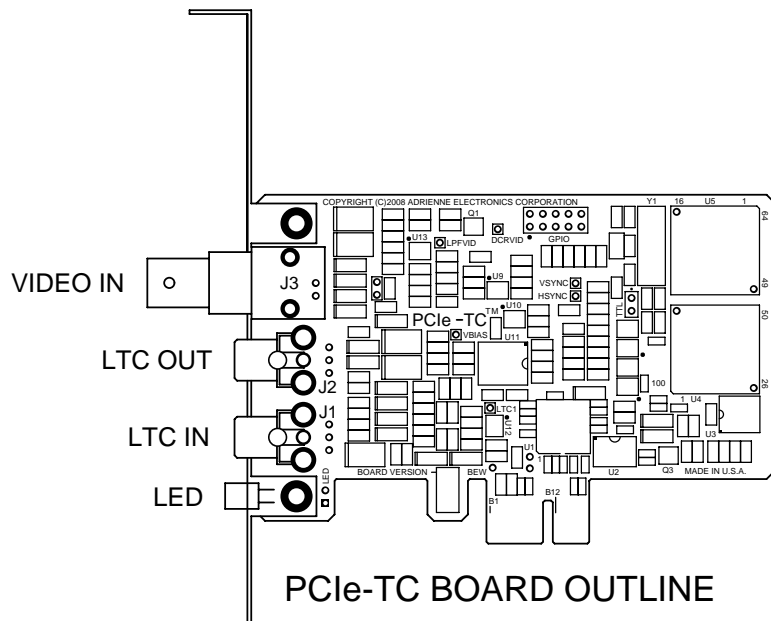 COPYRIGHT (C)2008 ADRIENNE ELECTRONICS CORPORATION
Y1
16
U5
1
64
Q1
U13
LPFVID
DCRVID
GPIO
VIDEO IN
J3
U9
VSYNC
HSYNC
49
TTL
50
PCIe-TC
TM
U10
VBIAS
U11
LTC OUT
J2
100
26
J1
LTC1
1
U4
LTC IN
U12
U1
1
U3
LED
LED
BOARD VERSION
BEW
U2
Q3
MADE IN U.S.A.
B1
B12
PCIe-TC BOARD OUTLINE